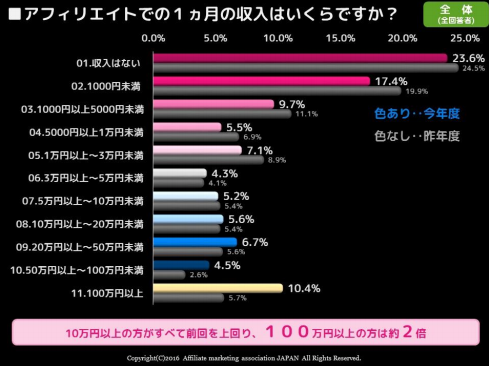 ■アフィリエイトでの１ヵ月の収入はいくらですか？
全　体
(全回答者)
0.0% 5.0% 10.0% 15.0% 20.0% 25.0%
01.収入はない 23.6%
24.5%
02.1000円未満 17.4%
19.9%
03.1000円以上5000円未満 9.7%
11.1%
色あり‥今年度
04.5000円以上1万円未満 5.5%
6.9%
色なし‥昨年度
05.1万円以上～3万円未満 7.1%
8.9%
06.3万円以上～5万円未満 4.3%
4.1%
07.5万円以上～10万円未満 5.2%
5.4%
08.10万円以上～20万円未満 5.6%
5.4%
09.20万円以上～50万円未満 6.7%
5.6%
10.50万円以上～100万円未満 4.5%
2.6%
11.100万円以上 10.4%
5.7%
10万円以上の方がすべて前回を上回り、１００万円以上の方は約２倍
Copyright(C)2016 Affiliate marketing association JAPAN All Rights Reserved.